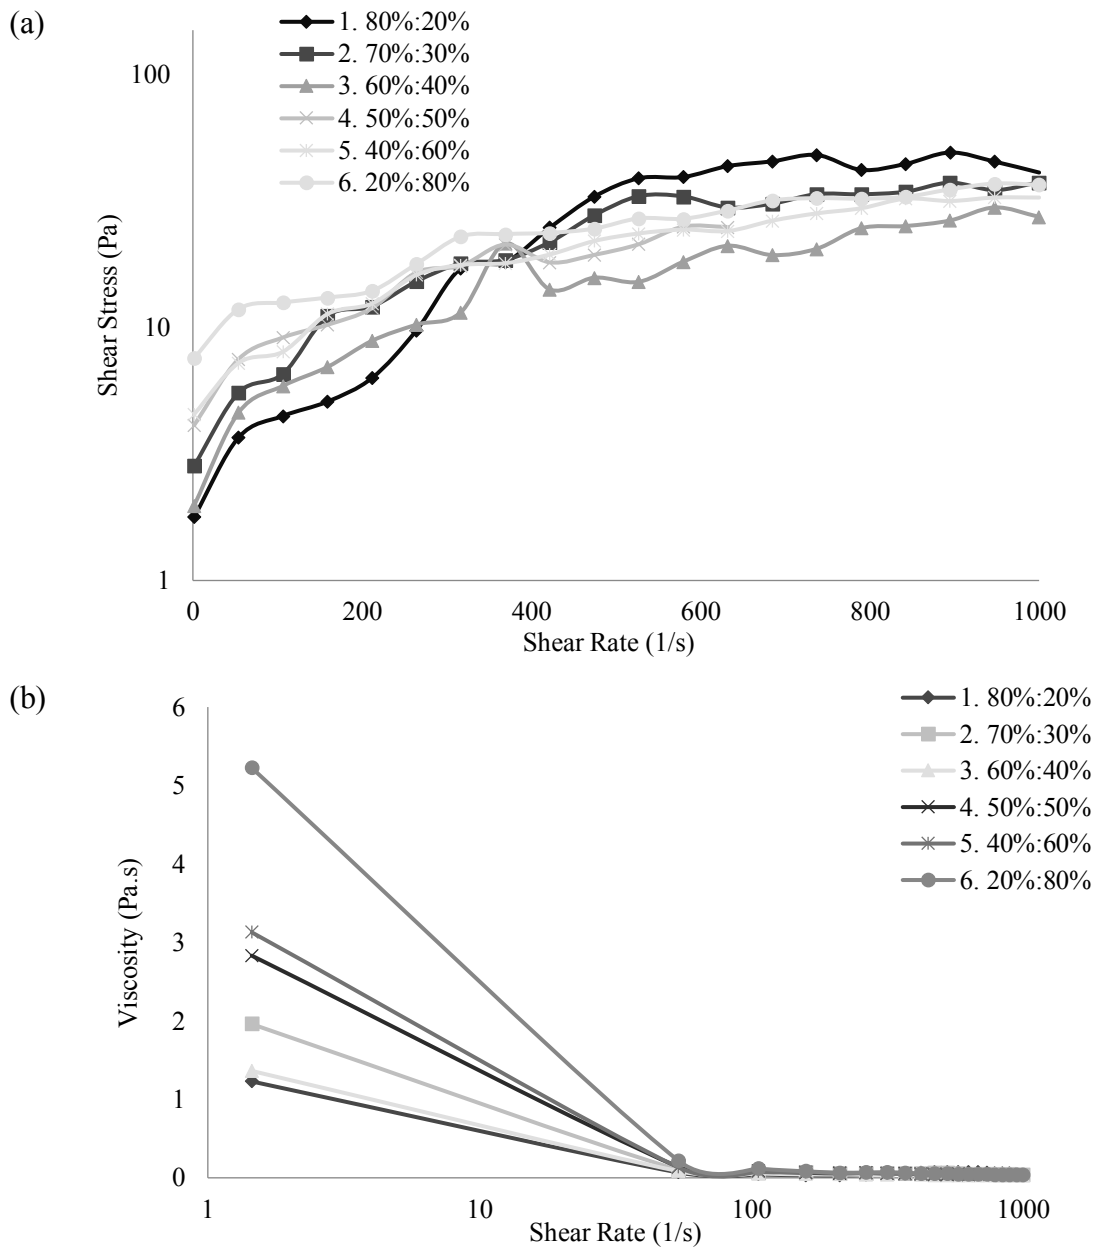 (a)
1. 80%:20%
2. 70%:30%
3. 60%:40%
4. 50%:50%
5. 40%:60%
6. 20%:80%
100
10
1
Shear Stress (Pa)
0 200 400 600 800 1000
Shear Rate (1/s)
(b)
1. 80%:20%
2. 70%:30%
3. 60%:40%
4. 50%:50%
5. 40%:60%
6. 20%:80%
6
5
4
3
2
1
0
Viscosity (Pa.s)
1 10 100 1000
Shear Rate (1/s)